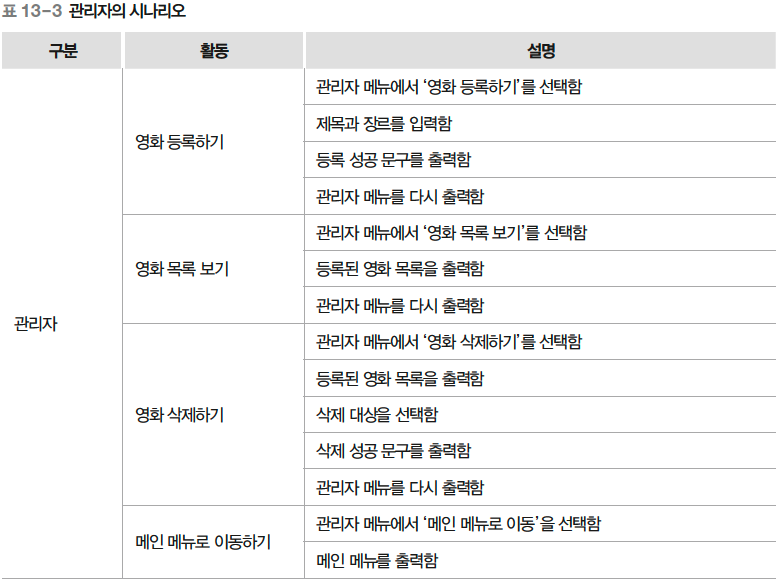 표 13-3 관리자의 시나리오
구분 활동 설명
관리자
영화 등록하기
관리자 메뉴에서 ‘영화 등록하기’를 선택함
제목과 장르를 입력함
등록 성공 문구를 출력함
관리자 메뉴를 다시 출력함
영화 목록 보기
관리자 메뉴에서 ‘영화 목록 보기’를 선택함
등록된 영화 목록을 출력함
관리자 메뉴를 다시 출력함
영화 삭제하기
관리자 메뉴에서 ‘영화 삭제하기’를 선택함
등록된 영화 목록을 출력함
삭제 대상을 선택함
삭제 성공 문구를 출력함
관리자 메뉴를 다시 출력함
메인 메뉴로 이동하기
관리자 메뉴에서 ‘메인 메뉴로 이동’을 선택함
메인 메뉴를 출력함